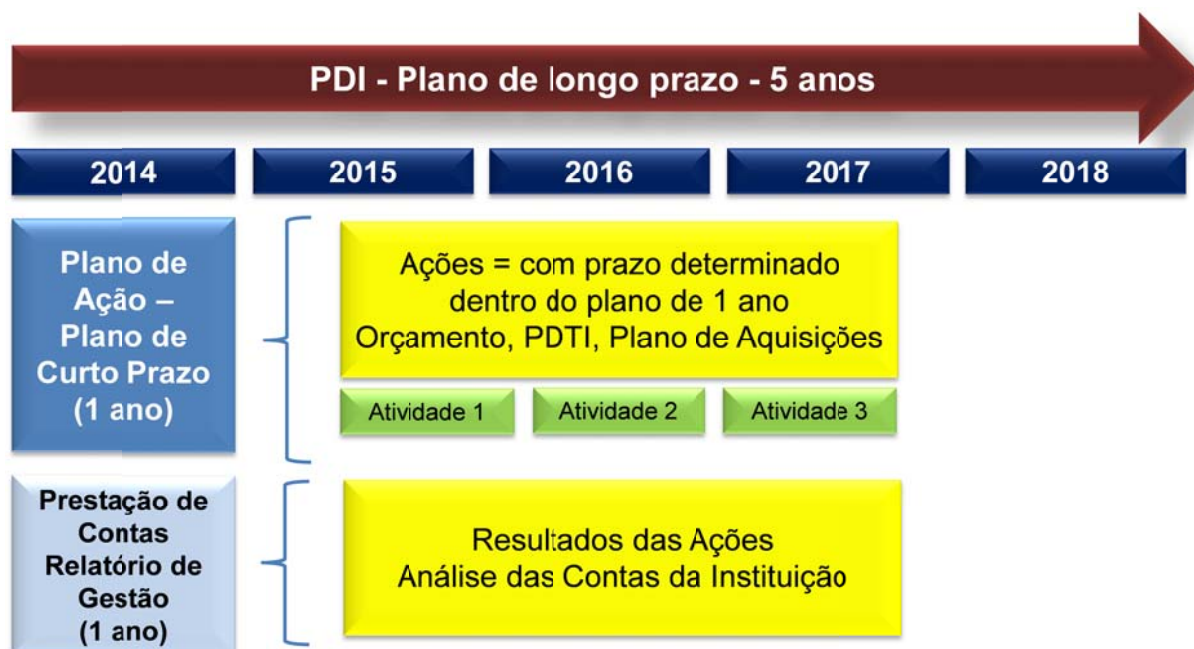 PDI - Plano de longo prazo - 5 anos
2014
2015
2016
2017
2018
Plano de
Ação –
Plano de
Curto Prazo
(1 ano)
Ações = com prazo determinado
dentro do plano de 1 ano
Orçamento, PDTI, Plano de Aquisições
Atividade 1
Atividade 2
Atividade 3
Prestação de
Contas
Relatório de
Gestão
(1 ano)
Resultados das Ações
Análise das Contas da Instituição